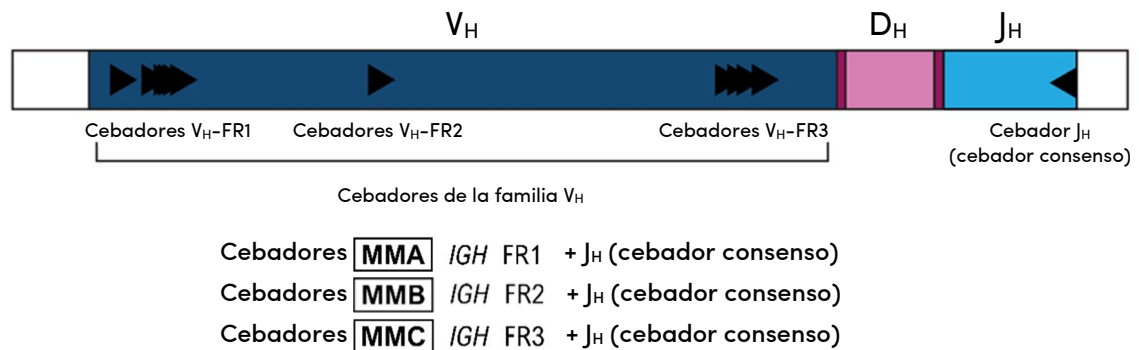 VH DH JH
Cebadores VH-FR1 Cebadores VH-FR2 Cebadores VH-FR3 Cebador JH
(cebador consenso)
Cebadores de la familia VH
Cebadores MMA IGH FR1 + JH (cebador consenso)
Cebadores MMB IGH FR2 + JH (cebador consenso)
Cebadores MMC IGH FR3 + JH (cebador consenso)